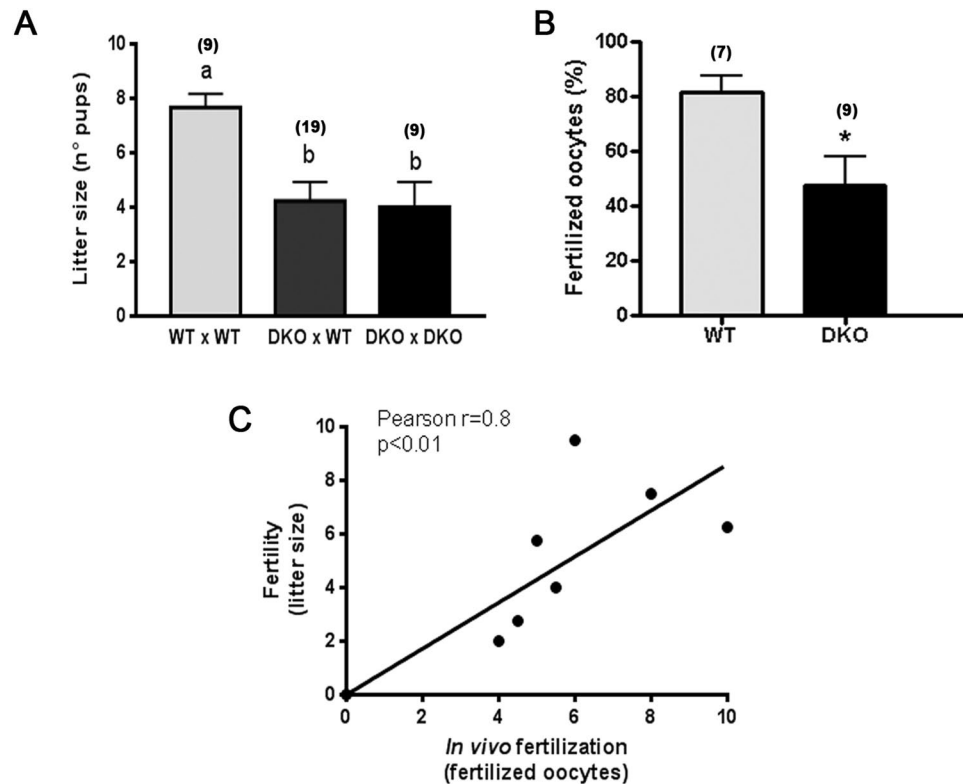 A
Litter size (n° pups)
10
8
6
4
2
0
(9)
a
(19)
b
(9)
b
WT x WT
DKO x WT
DKO x DKO
B
Fertilized oocytes (%)
100
80
60
40
20
0
(7)
(9)
*
WT
DKO
C
Pearson r=0.8
p<0.01
Fertility
(litter size)
10
8
6
4
2
0
0
2
4
6
8
10
In vivo fertilization
(fertilized oocytes)